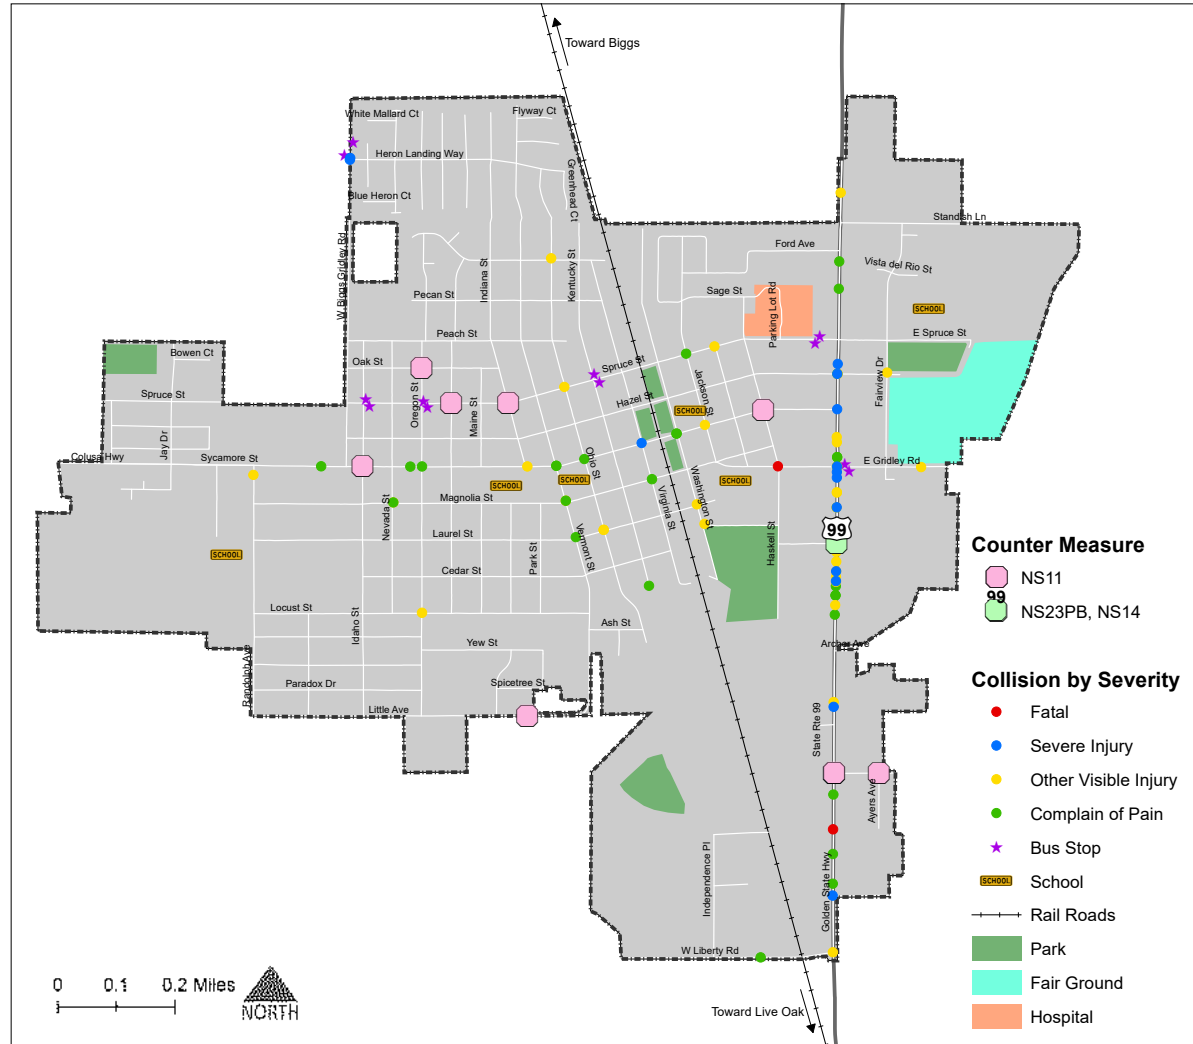 Toward Biggs
White Mallard Ct
Flyway Ct
Heron Landing Way
Blue Heron Ct
Greenhead Ct
Standish Ln
W Biggs Gridley Rd
Indiana St
Kentucky St
Ford Ave
Vista del Rio St
Pecan St
Sage St
Parking Lot Rd
SCHOOL
Peach St
E Spruce St
Bowen Ct
Oak St
Spruce St
Fairview Dr
Spruce St
Oregon St
Maine St
Hazel St
Jackson St
SCHOOL
Jay Dr
Colusa Hwy
Sycamore St
Ohio St
E Gridley Rd
SCHOOL
SCHOOL
SCHOOL
Magnolia St
Nevada St
Virginia St
Washington St
Laurel St
Park St
Vermont St
Haskell St
99
SCHOOL
Cedar St
Locust St
Idaho St
Ash St
Yew St
Archer Ave
Randolph Ave
Paradox Dr
Spicetree St
Little Ave
State Rte 99
Ayers Ave
Independence Pl
Golden State Hwy
W Liberty Rd
Toward Live Oak
0 0.1 0.2 Miles
NORTH
Counter Measure
NS11
99
NS23PB, NS14
Collision by Severity
Fatal
Severe Injury
Other Visible Injury
Complain of Pain
Bus Stop
SCHOOL School
Rail Roads
Park
Fair Ground
Hospital